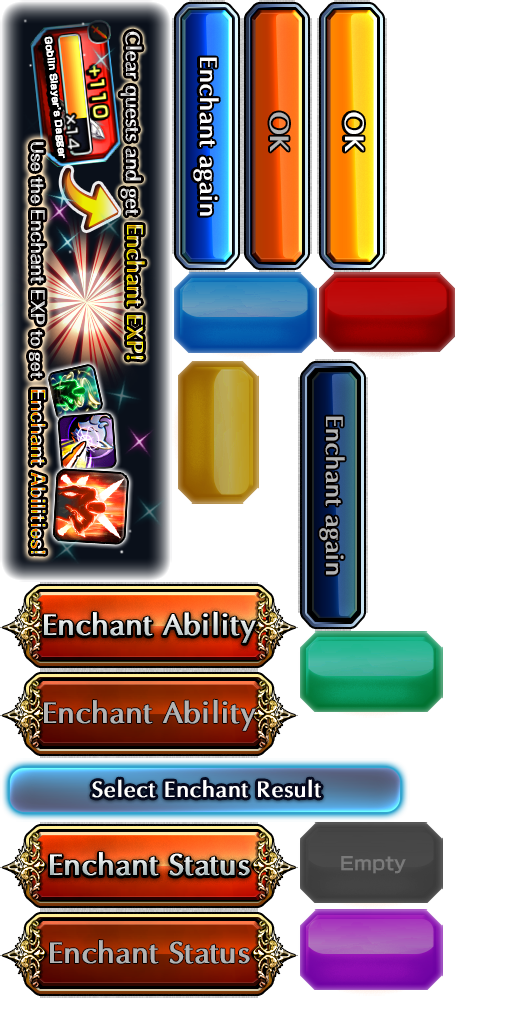 Clear quests and get Enchant EXP!
+110
×14
Goblin Slayer's Dagger
Use the Enchant EXP to get Enchant Abilities!
Enchant again
OK
OK
Enchant again
Enchant Ability
Enchant Ability
Select Enchant Result
Enchant Status
Empty
Enchant Status